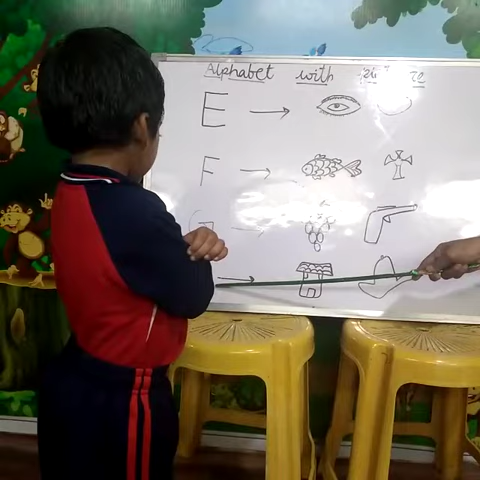 Alphabet with
E →
F →
G →
→